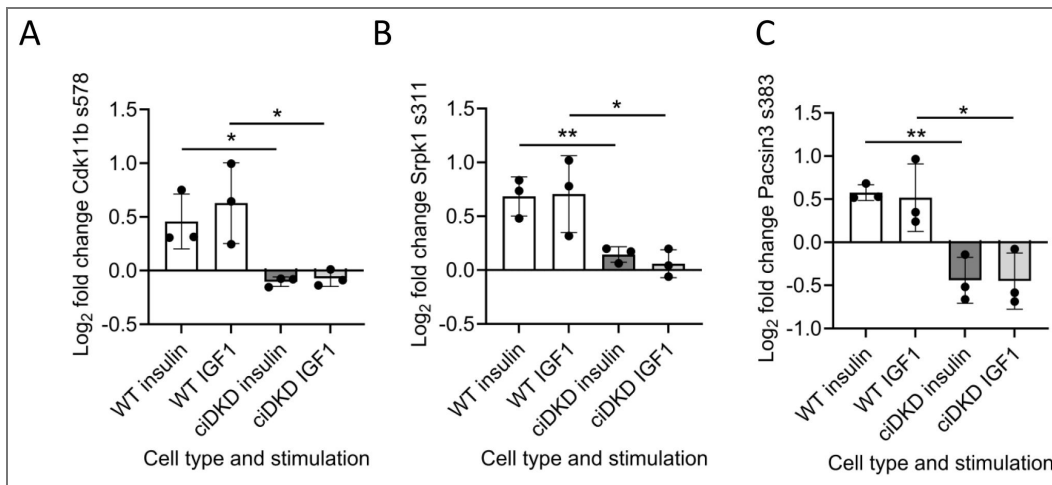 A
Log₂ fold change Cdk11b s578
1.5
1.0
0.5
0.0
-0.5
*
*
WT insulin
WT IGF1
ciDKD insulin
ciDKD IGF1
Cell type and stimulation
B
Log₂ fold change Srpk1 s311
1.5
1.0
0.5
0.0
-0.5
*
**
WT insulin
WT IGF1
ciDKD insulin
ciDKD IGF1
Cell type and stimulation
C
Log₂ fold change Pacsin3 s383
1.5
1.0
0.5
0.0
-0.5
-1.0
*
**
WT insulin
WT IGF1
ciDKD insulin
ciDKD IGF1
Cell type and stimulation